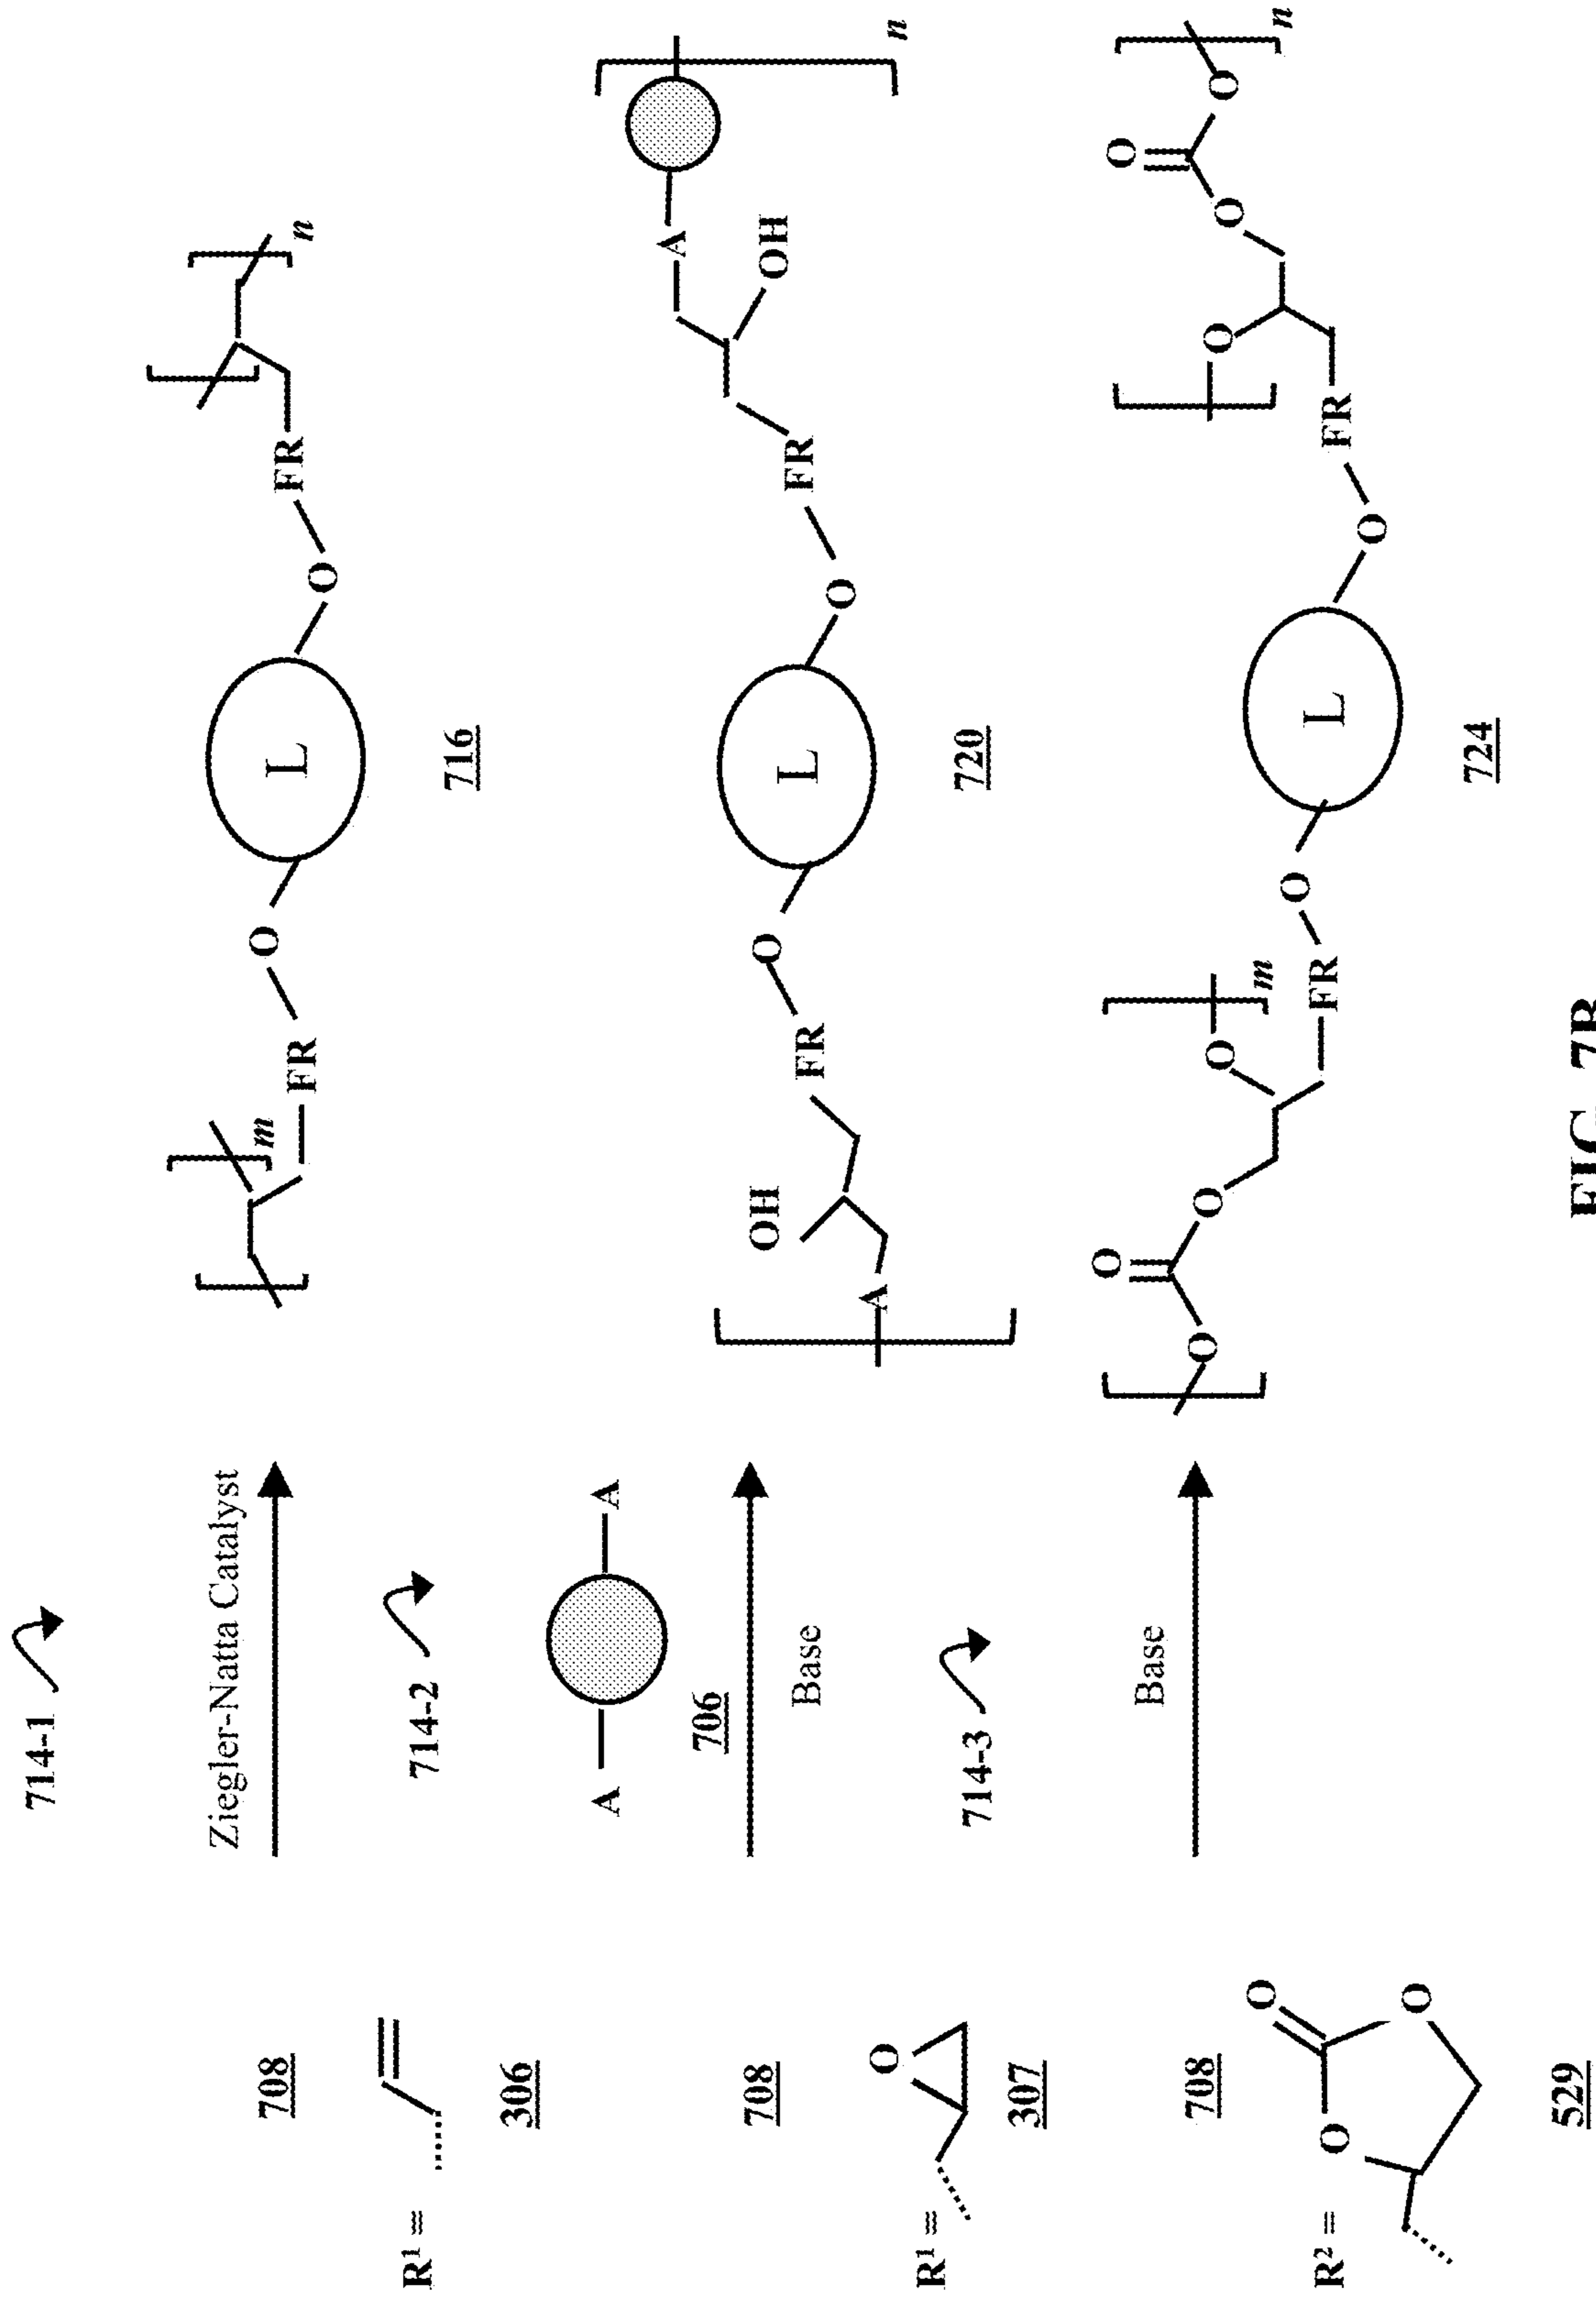 714-1
708
R¹ =
306
Ziegler-Natta Catalyst
m
FR
O
L
O
FR
n
716
714-2
708
R¹ =
O
307
A
A
706
Base
A
OH
FR
O
L
O
FR
OH
A
n
720
714-3
708
R² =
O
O
O
529
Base
O
O
O
O
m
FR
O
L
O
FR
O
O
O
O
n
724
FIG. 7B